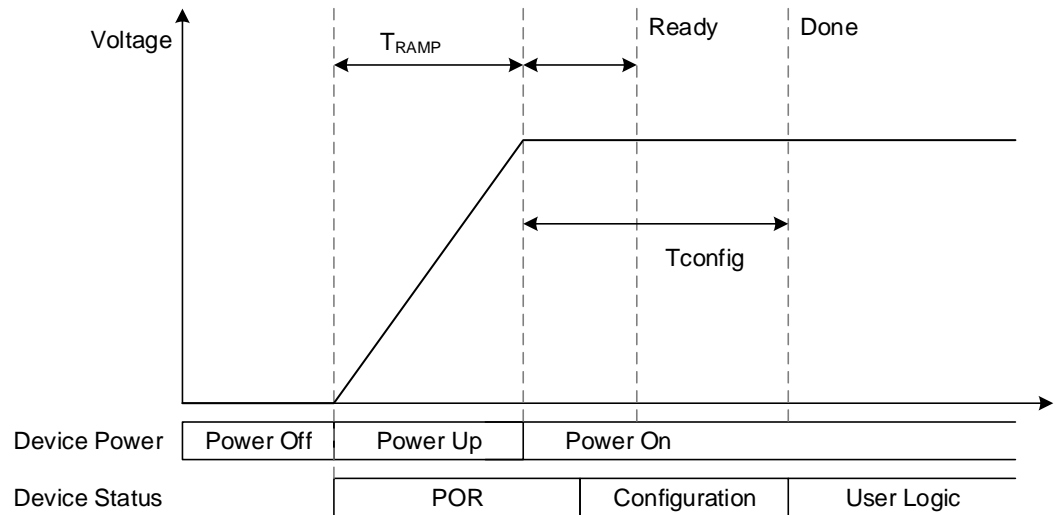 Voltage
T_RAMP
Ready
Done
Tconfig
Device Power
Power Off
Power Up
Power On
Device Status
POR
Configuration
User Logic